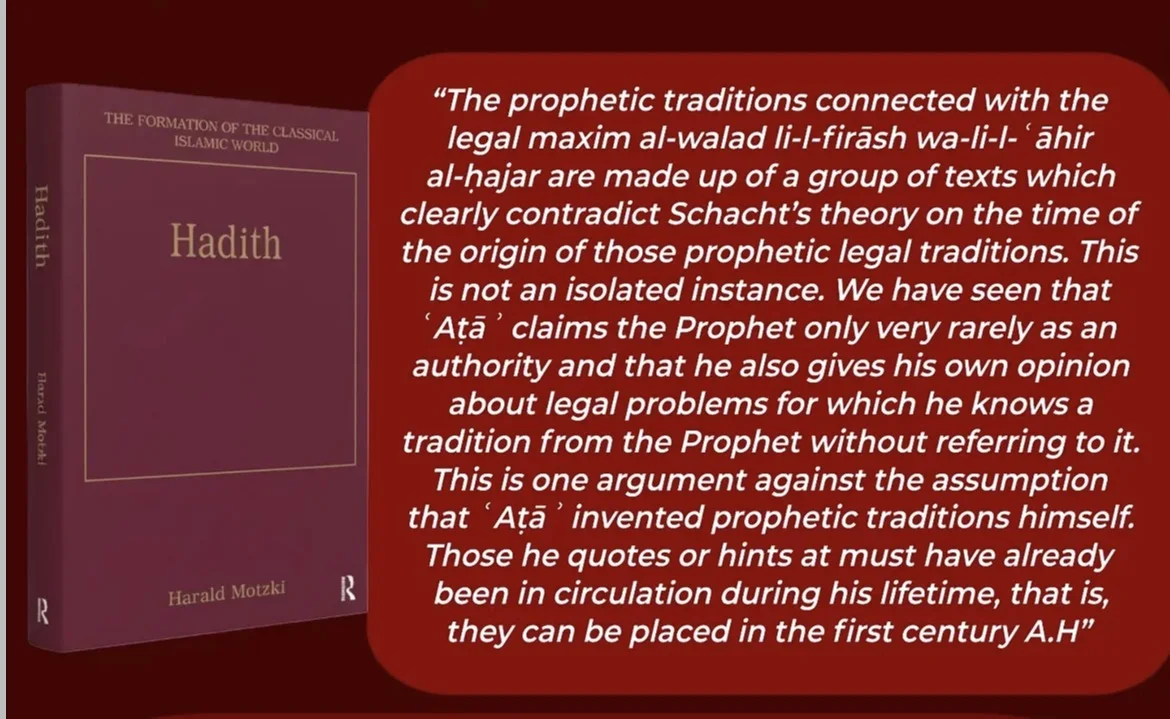 THE FORMATION OF THE CLASSICAL
ISLAMIC WORLD
Hadith
Harald Motzki
R
Hadith
Harald Motzki
R
“The prophetic traditions connected with the
legal maxim al-walad li-l-firāsh wa-li-l- ʿāhir
al-ḥajar are made up of a group of texts which
clearly contradict Schacht’s theory on the time of
the origin of those prophetic legal traditions. This
is not an isolated instance. We have seen that
ʿAṭā ʾ claims the Prophet only very rarely as an
authority and that he also gives his own opinion
about legal problems for which he knows a
tradition from the Prophet without referring to it.
This is one argument against the assumption
that ʿAṭā ʾ invented prophetic traditions himself.
Those he quotes or hints at must have already
been in circulation during his lifetime, that is,
they can be placed in the first century A.H”